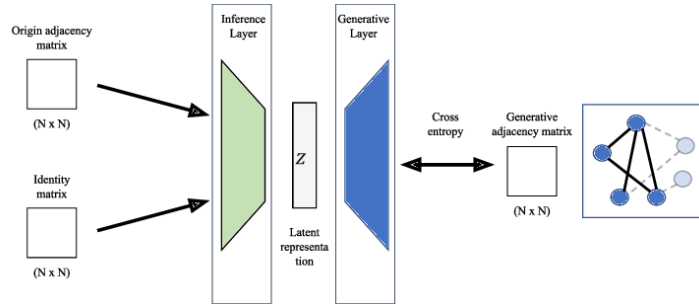 Origin adjacency
matrix
(N x N)
Identity
matrix
(N x N)
Inference
Layer
Z
Latent
representa
tion
Generative
Layer
Cross
entropy
Generative
adjacency matrix
(N x N)